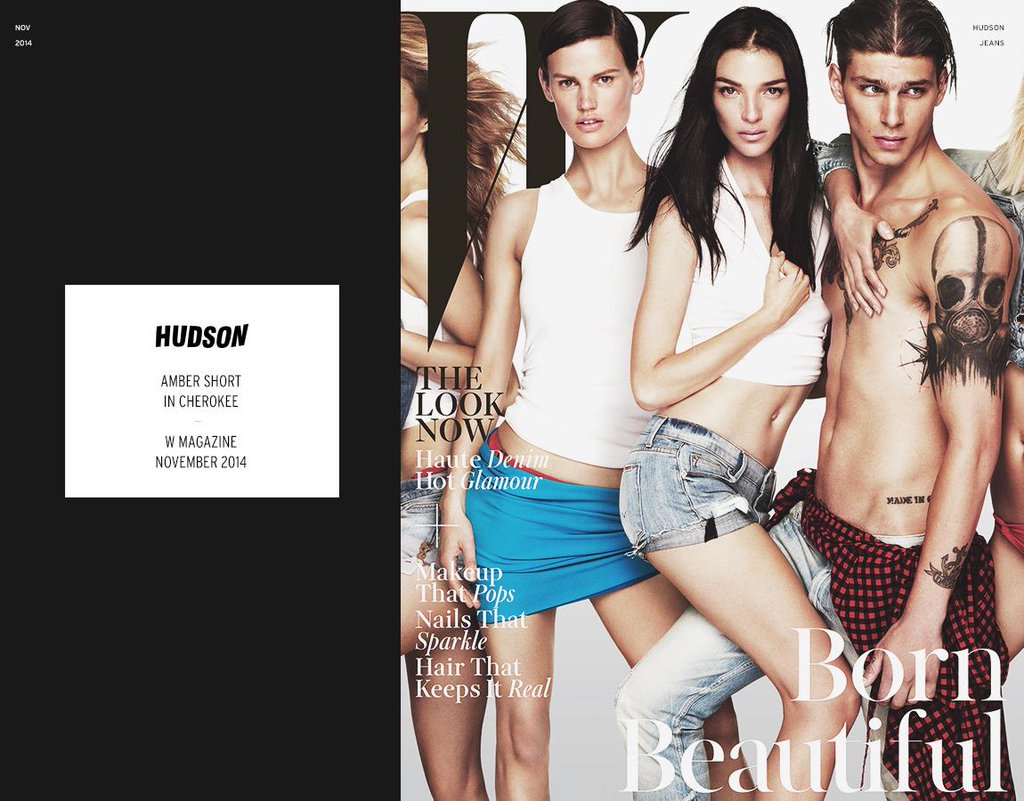 NOV
2014
HUDSON
JEANS
HUDSON
AMBER SHORT
IN CHEROKEE
W MAGAZINE
NOVEMBER 2014
W
THE
LOOK
NOW
Haute Denim
Hot Glamour
Makeup
That Pops
Nails That
Sparkle
Hair That
Keeps It Real
MADE IN
Born
Beautiful